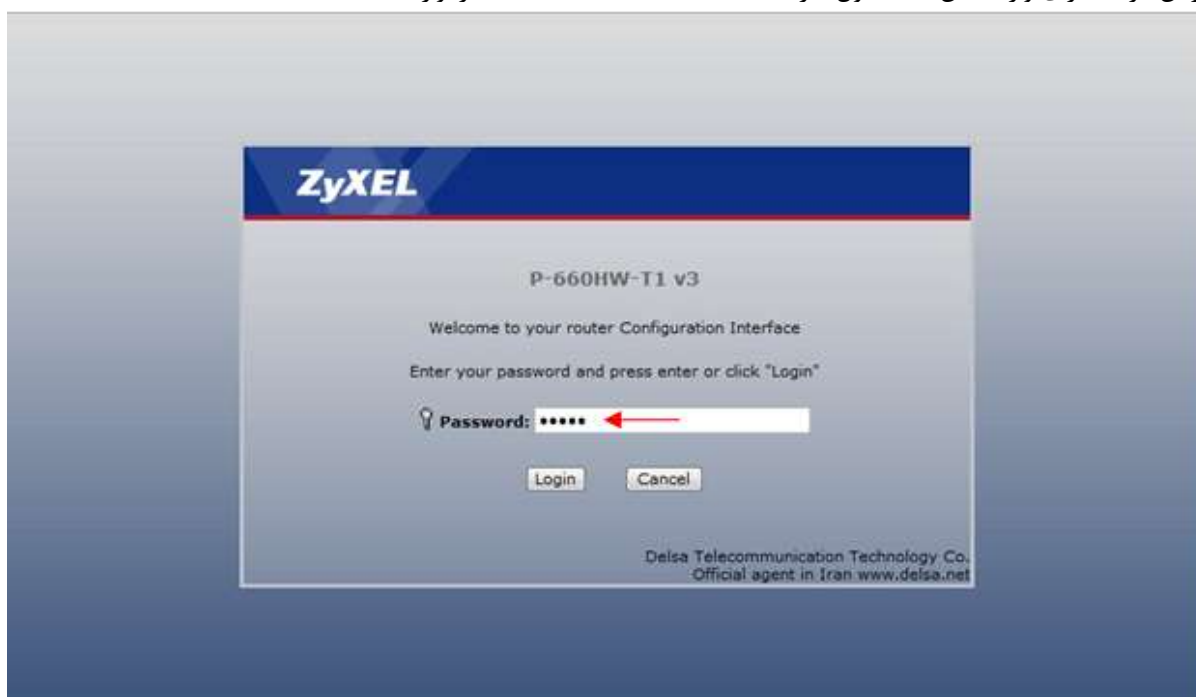 ZyXEL
P-660HW-T1 v3
Welcome to your router Configuration Interface
Enter your password and press enter or click "Login"
Password: •••••
Login Cancel
Delsa Telecommunication Technology Co.
Official agent in Iran www.delsa.net